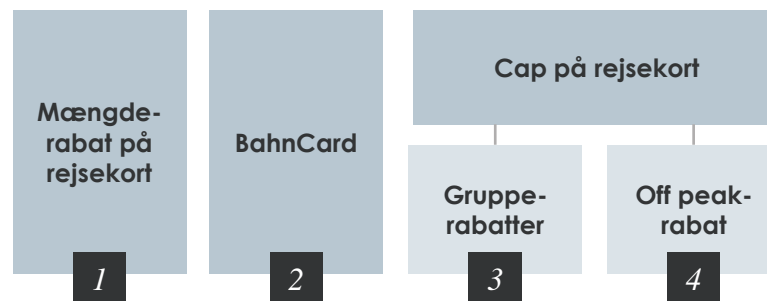 Mængde-
rabat på
rejsekort
1
BahnCard
2
Cap på rejsekort
Gruppe-
rabatter
3
Off peak-
rabat
4